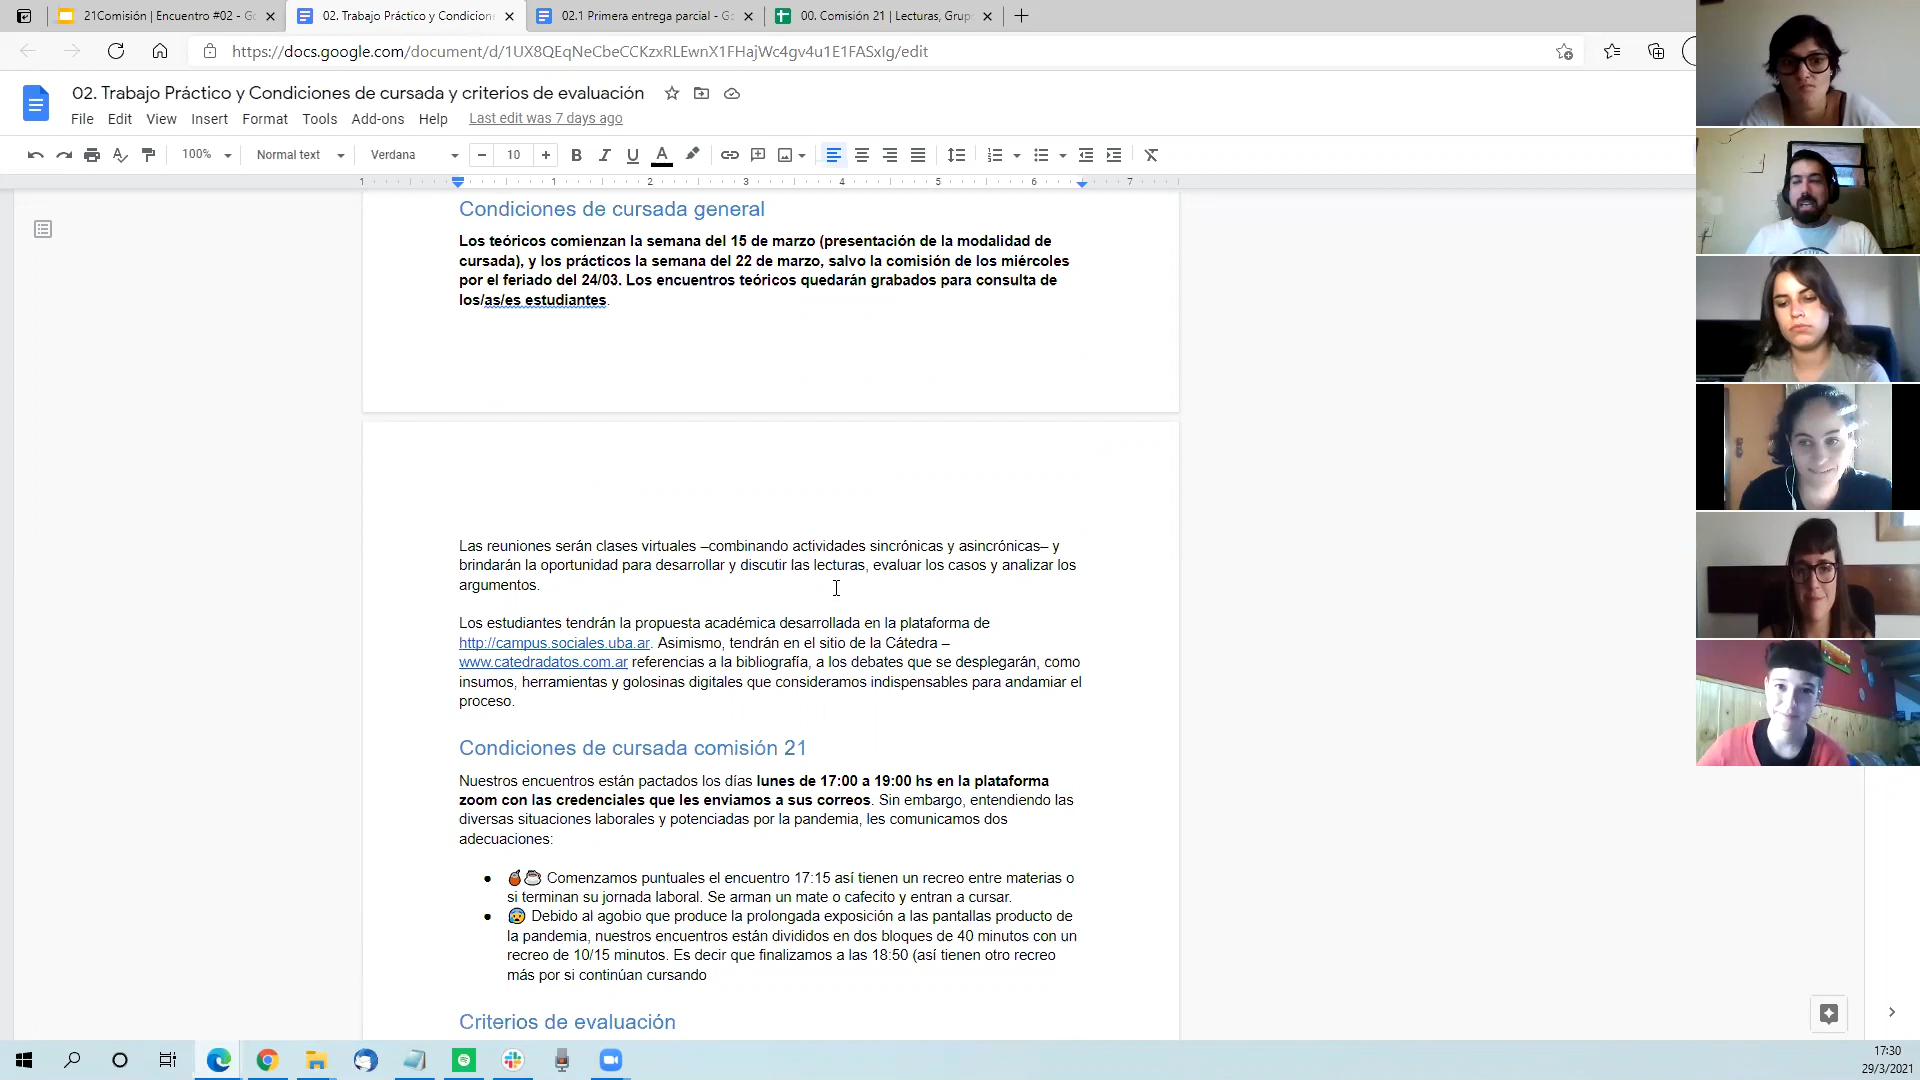 21Comisión | Encuentro #02 - Go
02. Trabajo Práctico y Condicion
02.1 Primera entrega parcial - Go
00. Comisión 21 | Lecturas, Grup
https://docs.google.com/document/d/1UX8QEqNeCbeCCKzxRLEwnX1FHajWc4gv4u1E1FASxIg/edit
02. Trabajo Práctico y Condiciones de cursada y criterios de evaluación
File Edit View Insert Format Tools Add-ons Help Last edit was 7 days ago
100% Normal text Verdana 10
1 1 2 3 4 5 6 7
Condiciones de cursada general
Los teóricos comienzan la semana del 15 de marzo (presentación de la modalidad de
cursada), y los prácticos la semana del 22 de marzo, salvo la comisión de los miércoles
por el feriado del 24/03. Los encuentros teóricos quedarán grabados para consulta de
los/as/es estudiantes.
Las reuniones serán clases virtuales –combinando actividades sincrónicas y asincrónicas– y
brindarán la oportunidad para desarrollar y discutir las lecturas, evaluar los casos y analizar los
argumentos.
Los estudiantes tendrán la propuesta académica desarrollada en la plataforma de
http://campus.sociales.uba.ar. Asimismo, tendrán en el sitio de la Cátedra –
www.catedradatos.com.ar referencias a la bibliografía, a los debates que se desplegarán, como
insumos, herramientas y golosinas digitales que consideramos indispensables para andamiar el
proceso.
Condiciones de cursada comisión 21
Nuestros encuentros están pactados los días lunes de 17:00 a 19:00 hs en la plataforma
zoom con las credenciales que les enviamos a sus correos. Sin embargo, entendiendo las
diversas situaciones laborales y potenciadas por la pandemia, les comunicamos dos
adecuaciones:
● 🧉☕ Comenzamos puntuales el encuentro 17:15 así tienen un recreo entre materias o
si terminan su jornada laboral. Se arman un mate o cafecito y entran a cursar.
● 😰 Debido al agobio que produce la prolongada exposición a las pantallas producto de
la pandemia, nuestros encuentros están divididos en dos bloques de 40 minutos con un
recreo de 10/15 minutos. Es decir que finalizamos a las 18:50 (así tienen otro recreo
más por si continúan cursando
Criterios de evaluación
17:30
29/3/2021